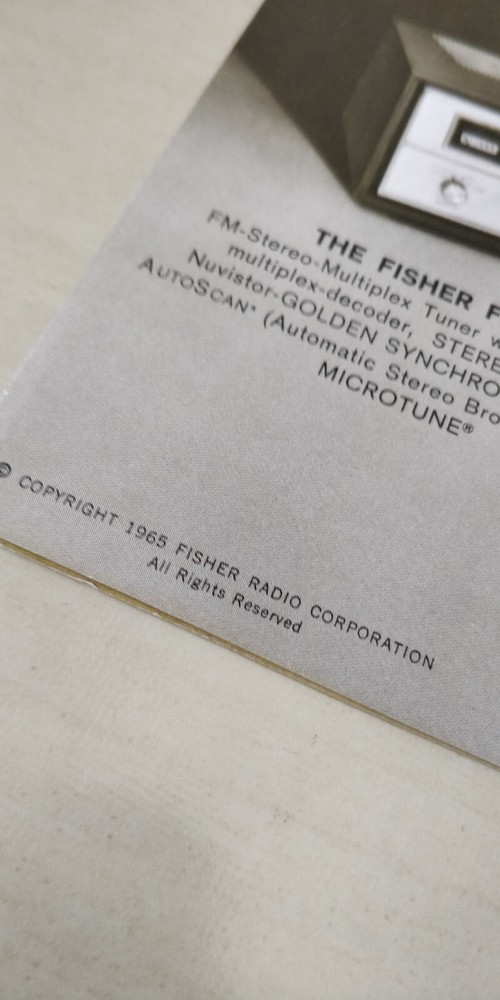 THE FISHER F
FM-Stereo-Multiplex Tuner w
multiplex-decoder, STERE
Nuvistor-GOLDEN SYNCHRO
AUTOSCAN* (Automatic Stereo Bro
MICROTUNE®
© COPYRIGHT 1965 FISHER RADIO CORPORATION
All Rights Reserved